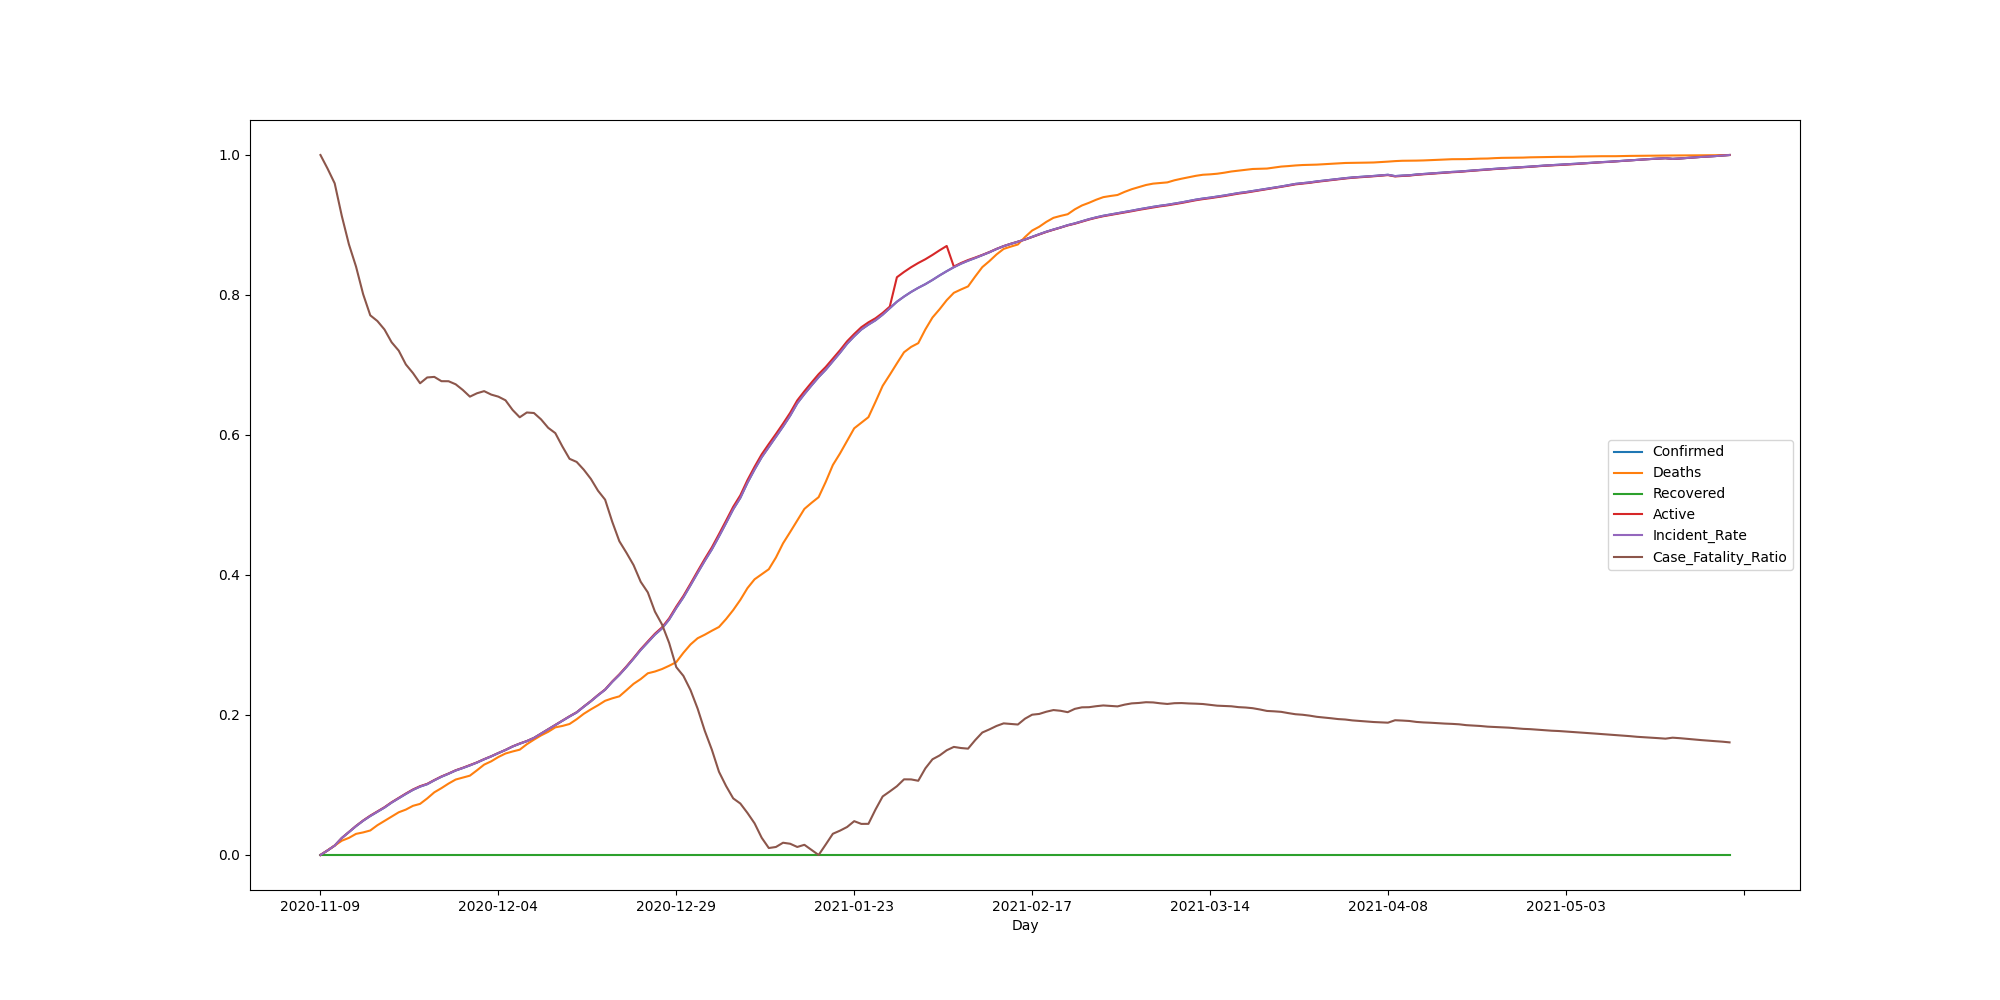 1.0
0.8
0.6
0.4
0.2
0.0
Confirmed
Deaths
Recovered
Active
Incident_Rate
Case_Fatality_Ratio
2020-11-09 2020-12-04 2020-12-29 2021-01-23 2021-02-17 2021-03-14 2021-04-08 2021-05-03
Day